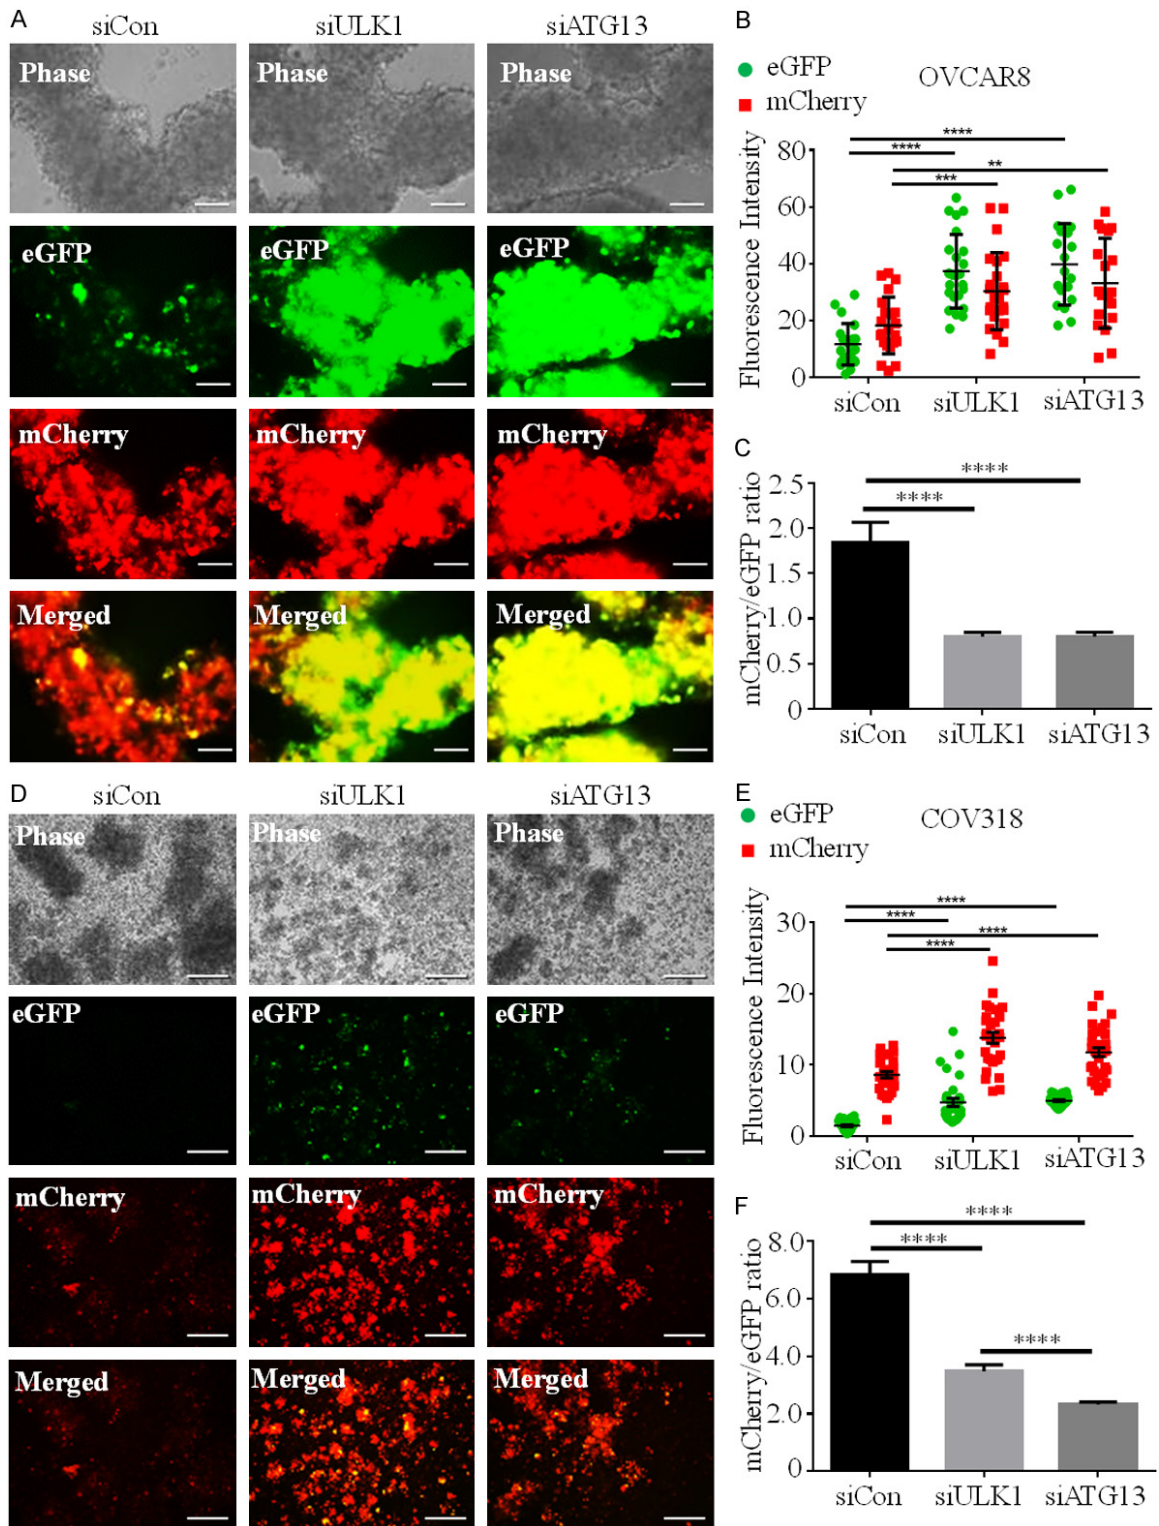 A
siCon siULK1 siATG13
Phase Phase Phase
eGFP eGFP eGFP
mCherry mCherry mCherry
Merged Merged Merged
B
eGFP
mCherry
OVCAR8
Fluorescence Intensity
80
60
40
20
0
**** **** ** ***
siCon siULK1 siATG13
C
mCherry/eGFP ratio
2.5
2.0
1.5
1.0
0.5
0
****
****
siCon siULK1 siATG13
D
siCon siULK1 siATG13
Phase Phase Phase
eGFP eGFP eGFP
mCherry mCherry mCherry
Merged Merged Merged
E
eGFP
mCherry
COV318
Fluorescence Intensity
30
20
10
0
****
****
****
****
siCon siULK1 siATG13
F
mCherry/eGFP ratio
8.0
6.0
4.0
2.0
0
****
****
****
siCon siULK1 siATG13